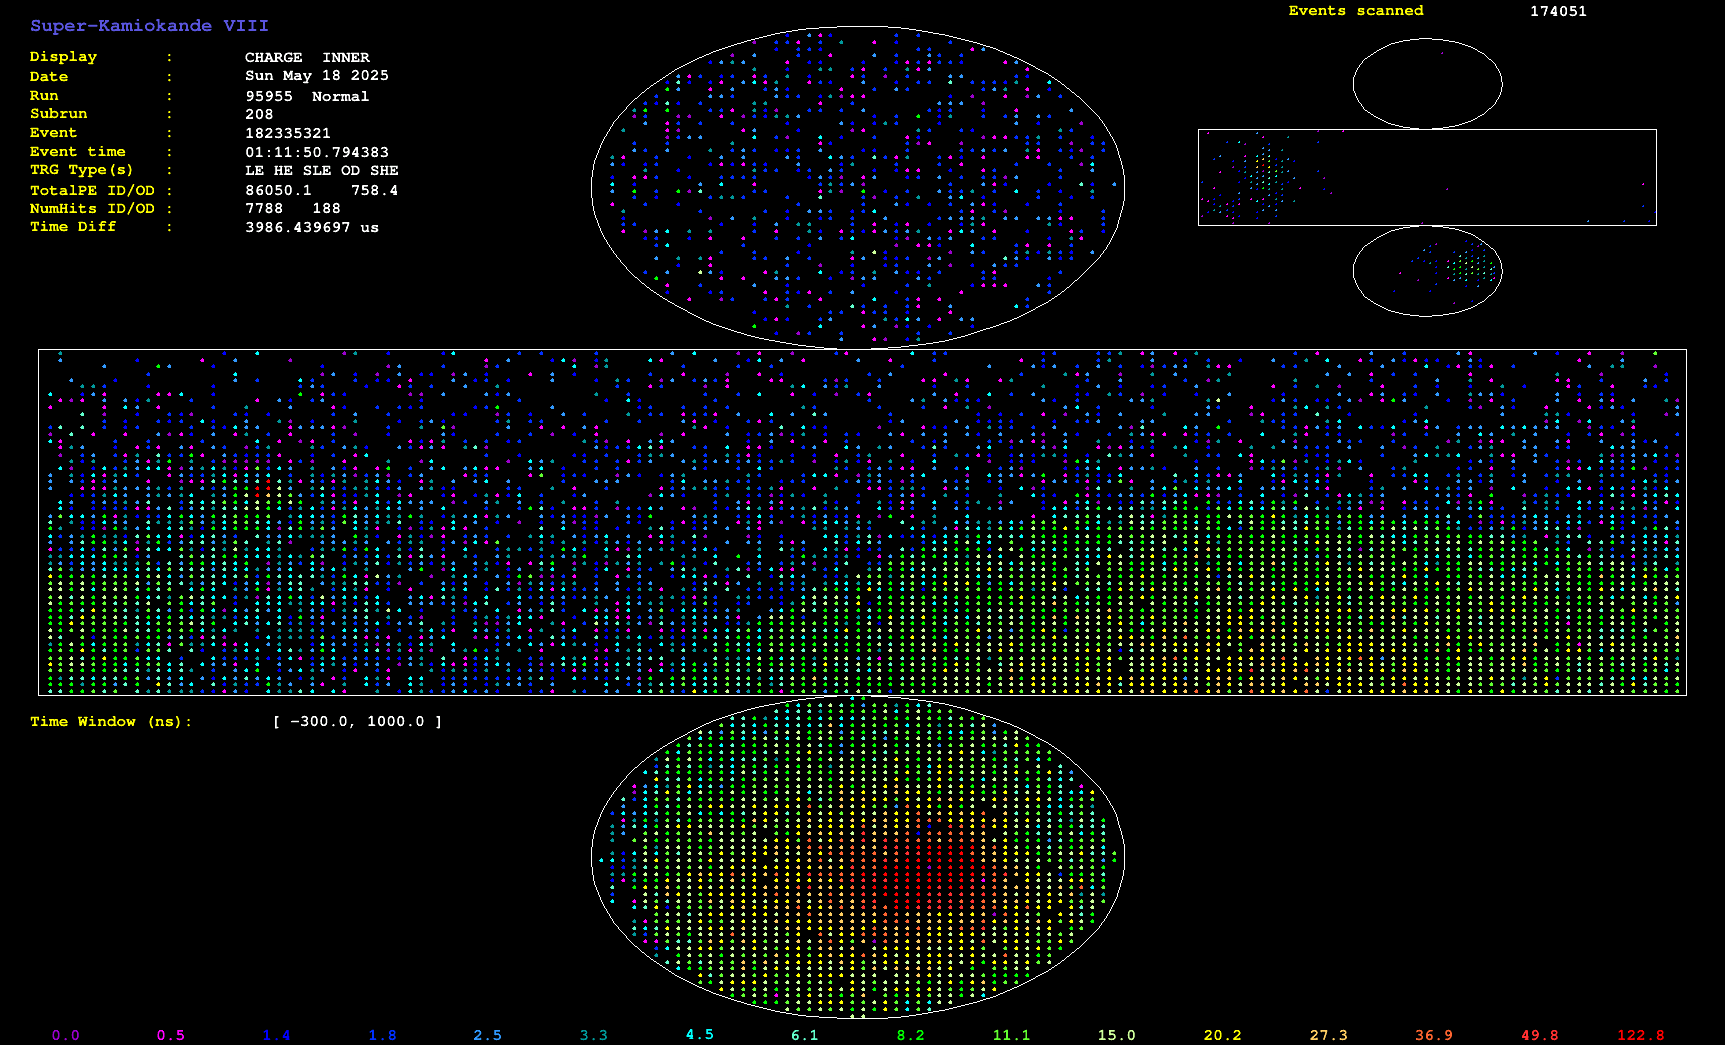 Super-Kamiokande VIII
Events scanned 174051
Display : CHARGE INNER
Date : Sun May 18 2025
Run : 95955 Normal
Subrun : 208
Event : 182335321
Event time : 01:11:50.794383
TRG Type(s) : LE HE SLE OD SHE
TotalPE ID/OD : 86050.1 758.4
NumHits ID/OD : 7788 188
Time Diff : 3986.439697 us
Time Window (ns): [ -300.0, 1000.0 ]
0.0 0.5 1.4 1.8 2.5 3.3 4.5 6.1 8.2 11.1 15.0 20.2 27.3 36.9 49.8 122.8